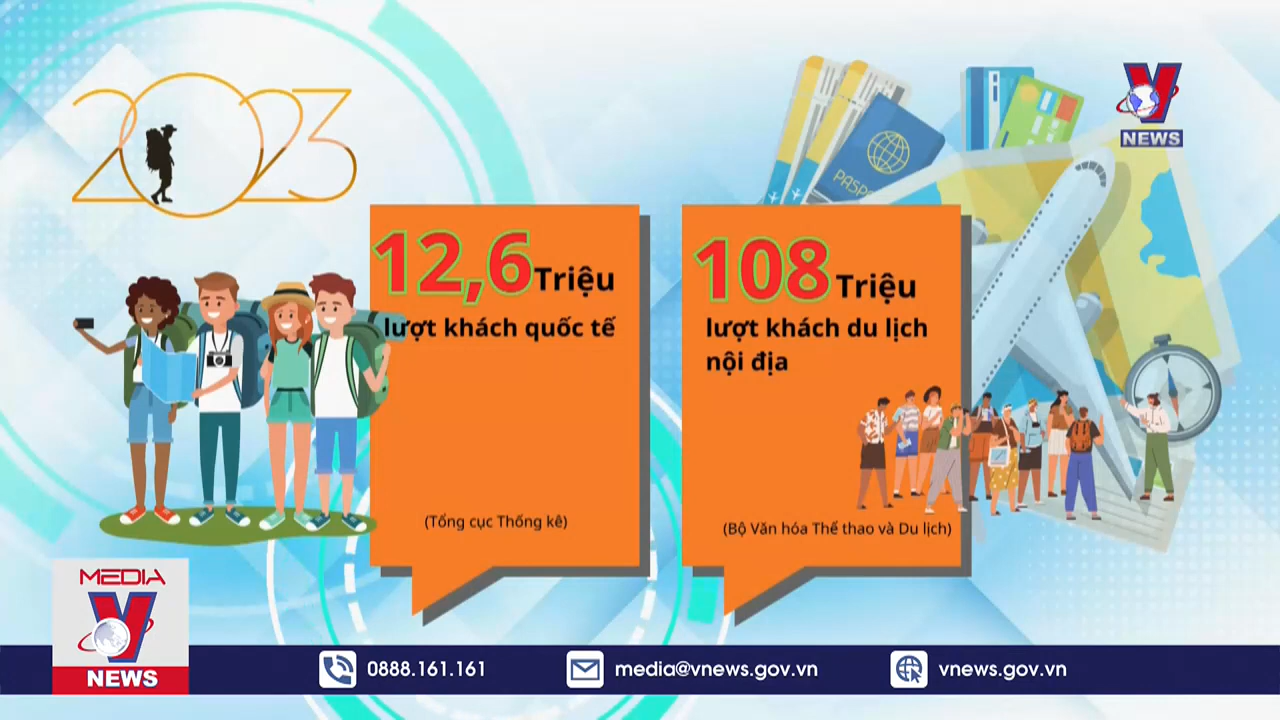 2023
V
NEWS
PASP
12,6 Triệu
lượt khách quốc tế
(Tổng cục Thống kê)
108 Triệu
lượt khách du lịch
nội địa
(Bộ Văn hóa Thể thao và Du lịch)
MEDIA
V
NEWS
0888.161.161
media@vnews.gov.vn
vnews.gov.vn